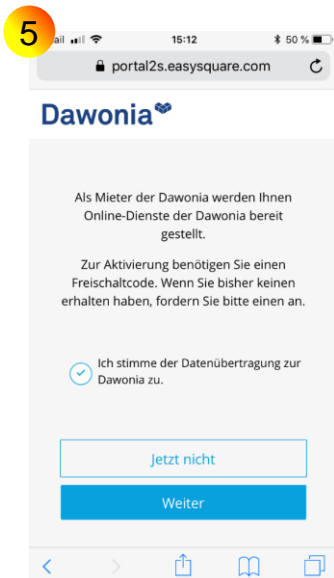 5
ail 15:12 50 %
portal2s.easysquare.com
Dawonia
Als Mieter der Dawonia werden Ihnen
Online-Dienste der Dawonia bereit
gestellt.
Zur Aktivierung benötigen Sie einen
Freischaltcode. Wenn Sie bisher keinen
erhalten haben, fordern Sie bitte einen an.
Ich stimme der Datenübertragung zur
Dawonia zu.
Jetzt nicht
Weiter